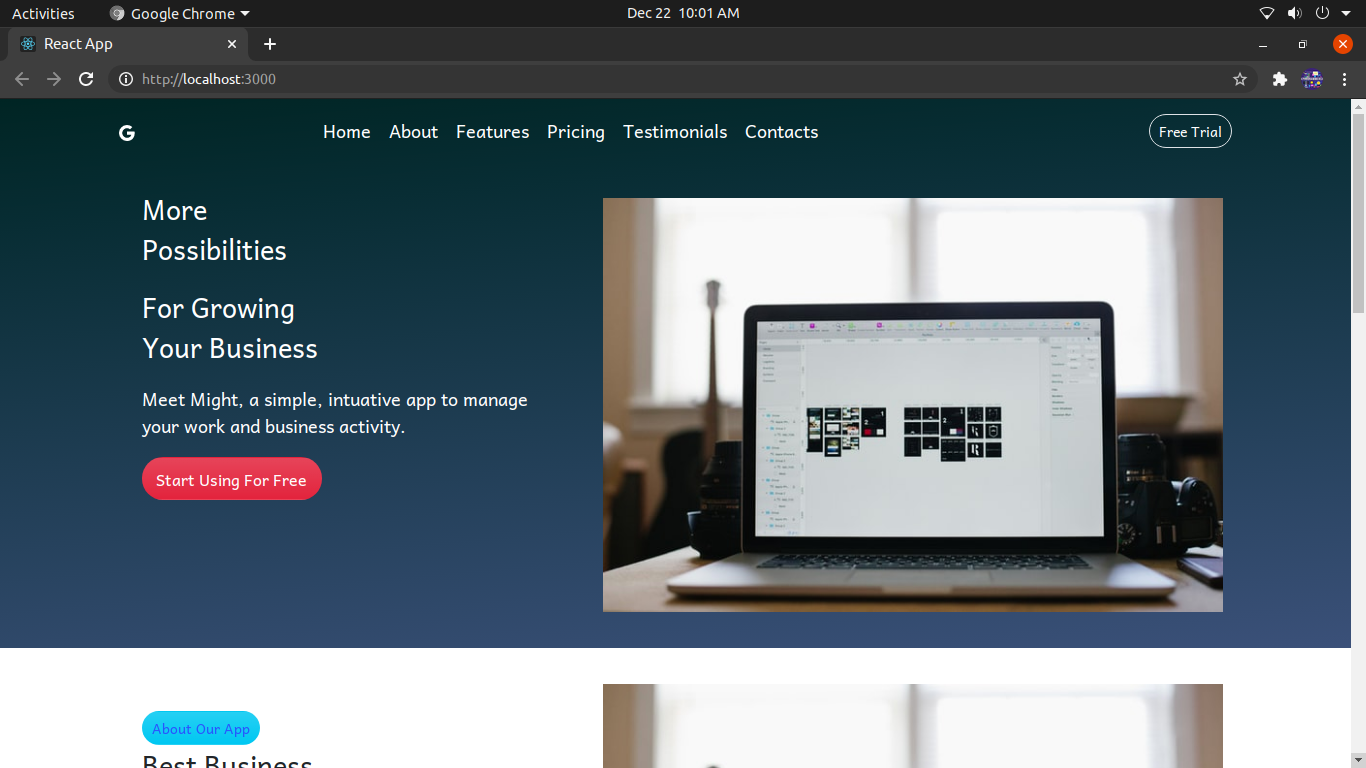 Activities
Google Chrome
Dec 22 10:01 AM
React App
http://localhost:3000
G
Home About Features Pricing Testimonials Contacts
Free Trial
More
Possibilities
For Growing
Your Business
Meet Might, a simple, intuative app to manage
your work and business activity.
Start Using For Free
About Our App
Best Business